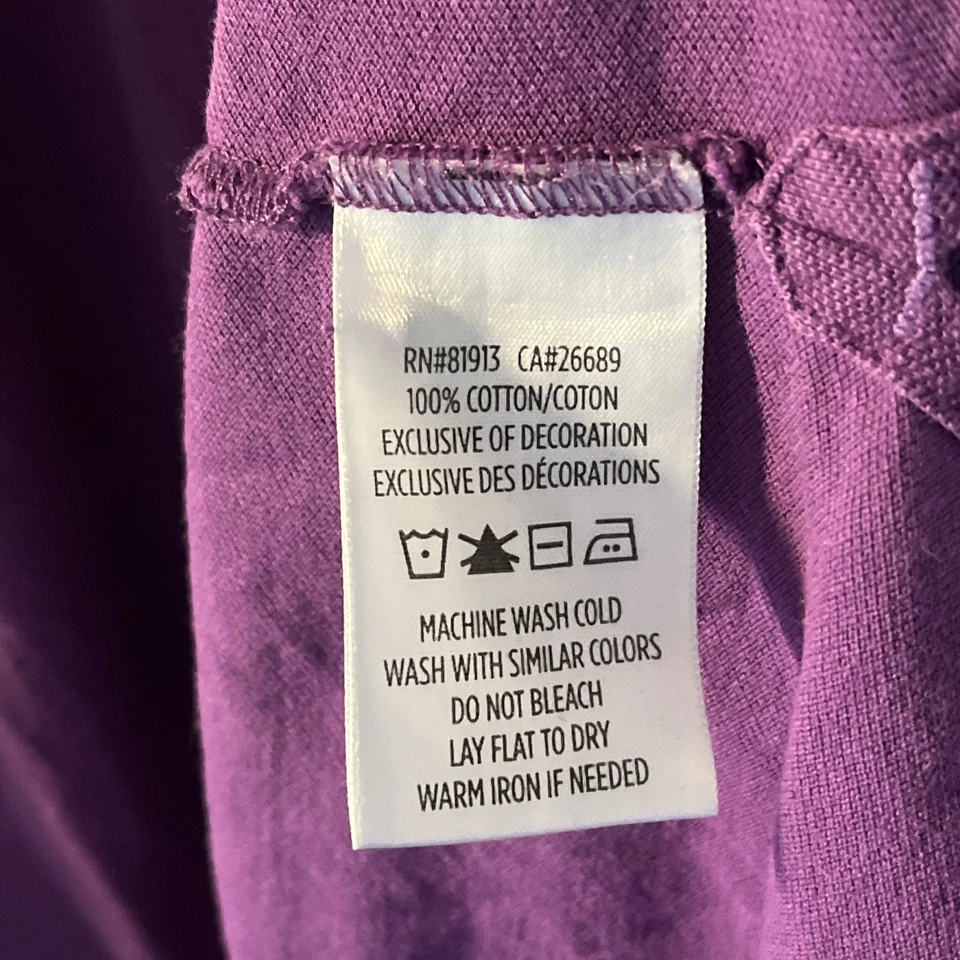 RN#81913 CA#26689
100% COTTON/COTON
EXCLUSIVE OF DECORATION
EXCLUSIVE DES DÉCORATIONS
MACHINE WASH COLD
WASH WITH SIMILAR COLORS
DO NOT BLEACH
LAY FLAT TO DRY
WARM IRON IF NEEDED